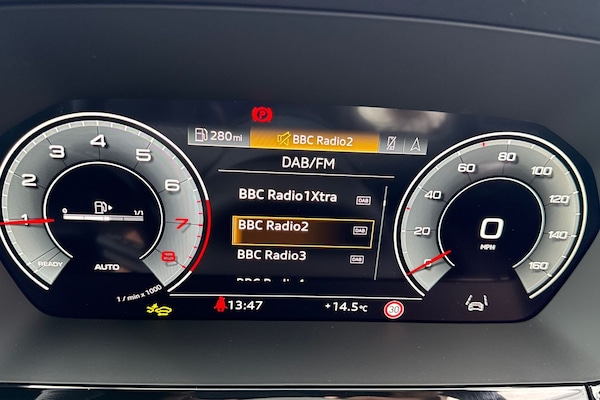 P
280mi
BBC Radio2
DAB/FM
BBC Radio1Xtra DAB
BBC Radio2 DAB
BBC Radio3 DAB
1
2
3
4
5
6
7
8
0
1/1
READY
AUTO
1/min x 1000
0
20
40
60
80
100
120
140
160
0
MPH
13:47
+14.5°C